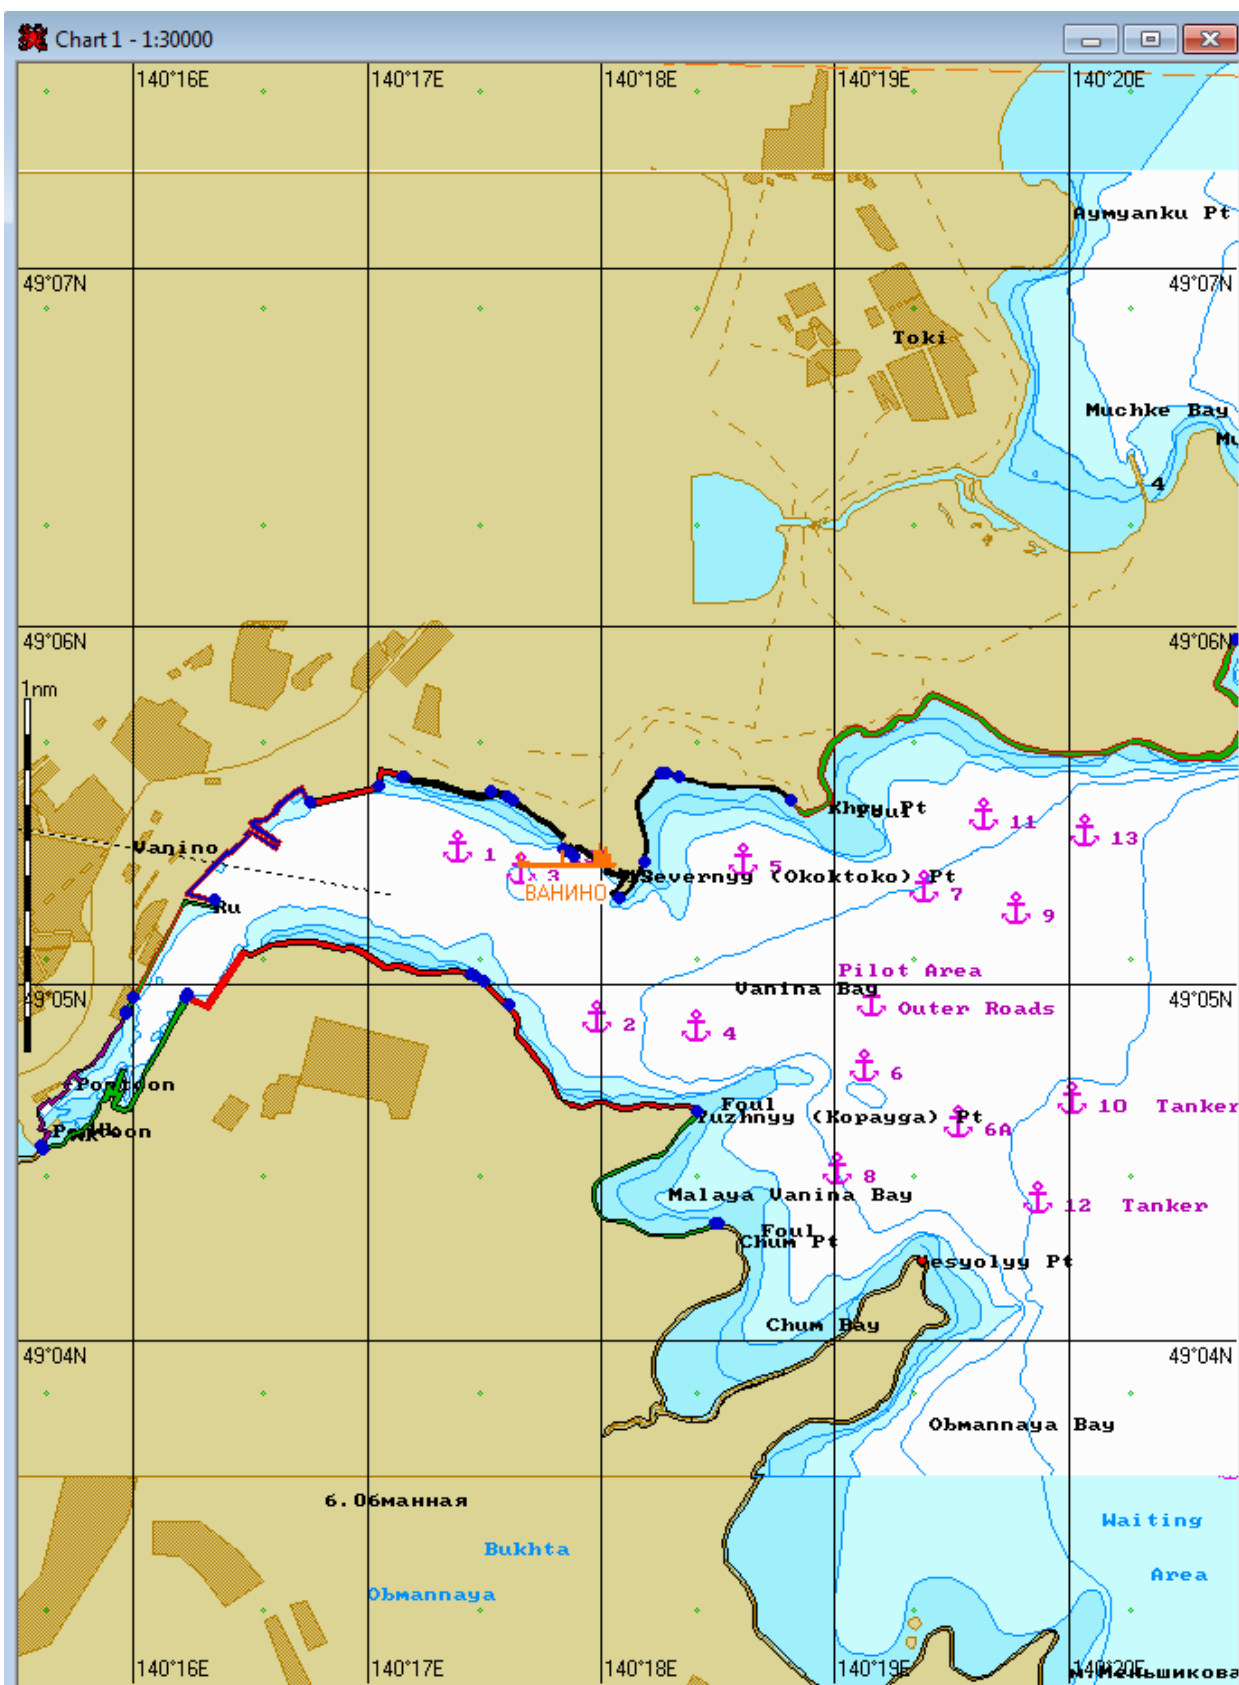 Chart 1 - 1:30000
140°16E 140°17E 140°18E 140°19E 140°20E
Aymyanku Pt
49°07N 49°07N
Toki
Muchke Bay
4
49°06N 49°06N
1nm
Khpy Pt
11
13
Vanino
1
5
3
Severnyy (Okoktoko) Pt
ВАНИНО
7
Ru
9
Pilot Area
Vanina Bay
49°05N 49°05N
Outer Roads
2
4
6
Pontoon
Foul
10 Tanker
Yuzhnyy (Kopayga) Pt
6A
8
Malaya Vanina Bay
12 Tanker
Foul
Chum Pt
Vesyolyy Pt
Chum Bay
49°04N 49°04N
Obmannaya Bay
б.Обманная
Waiting
Bukhta
Area
Obmannaya
140°16E 140°17E 140°18E 140°19E 140°20E
м.Меньшикова